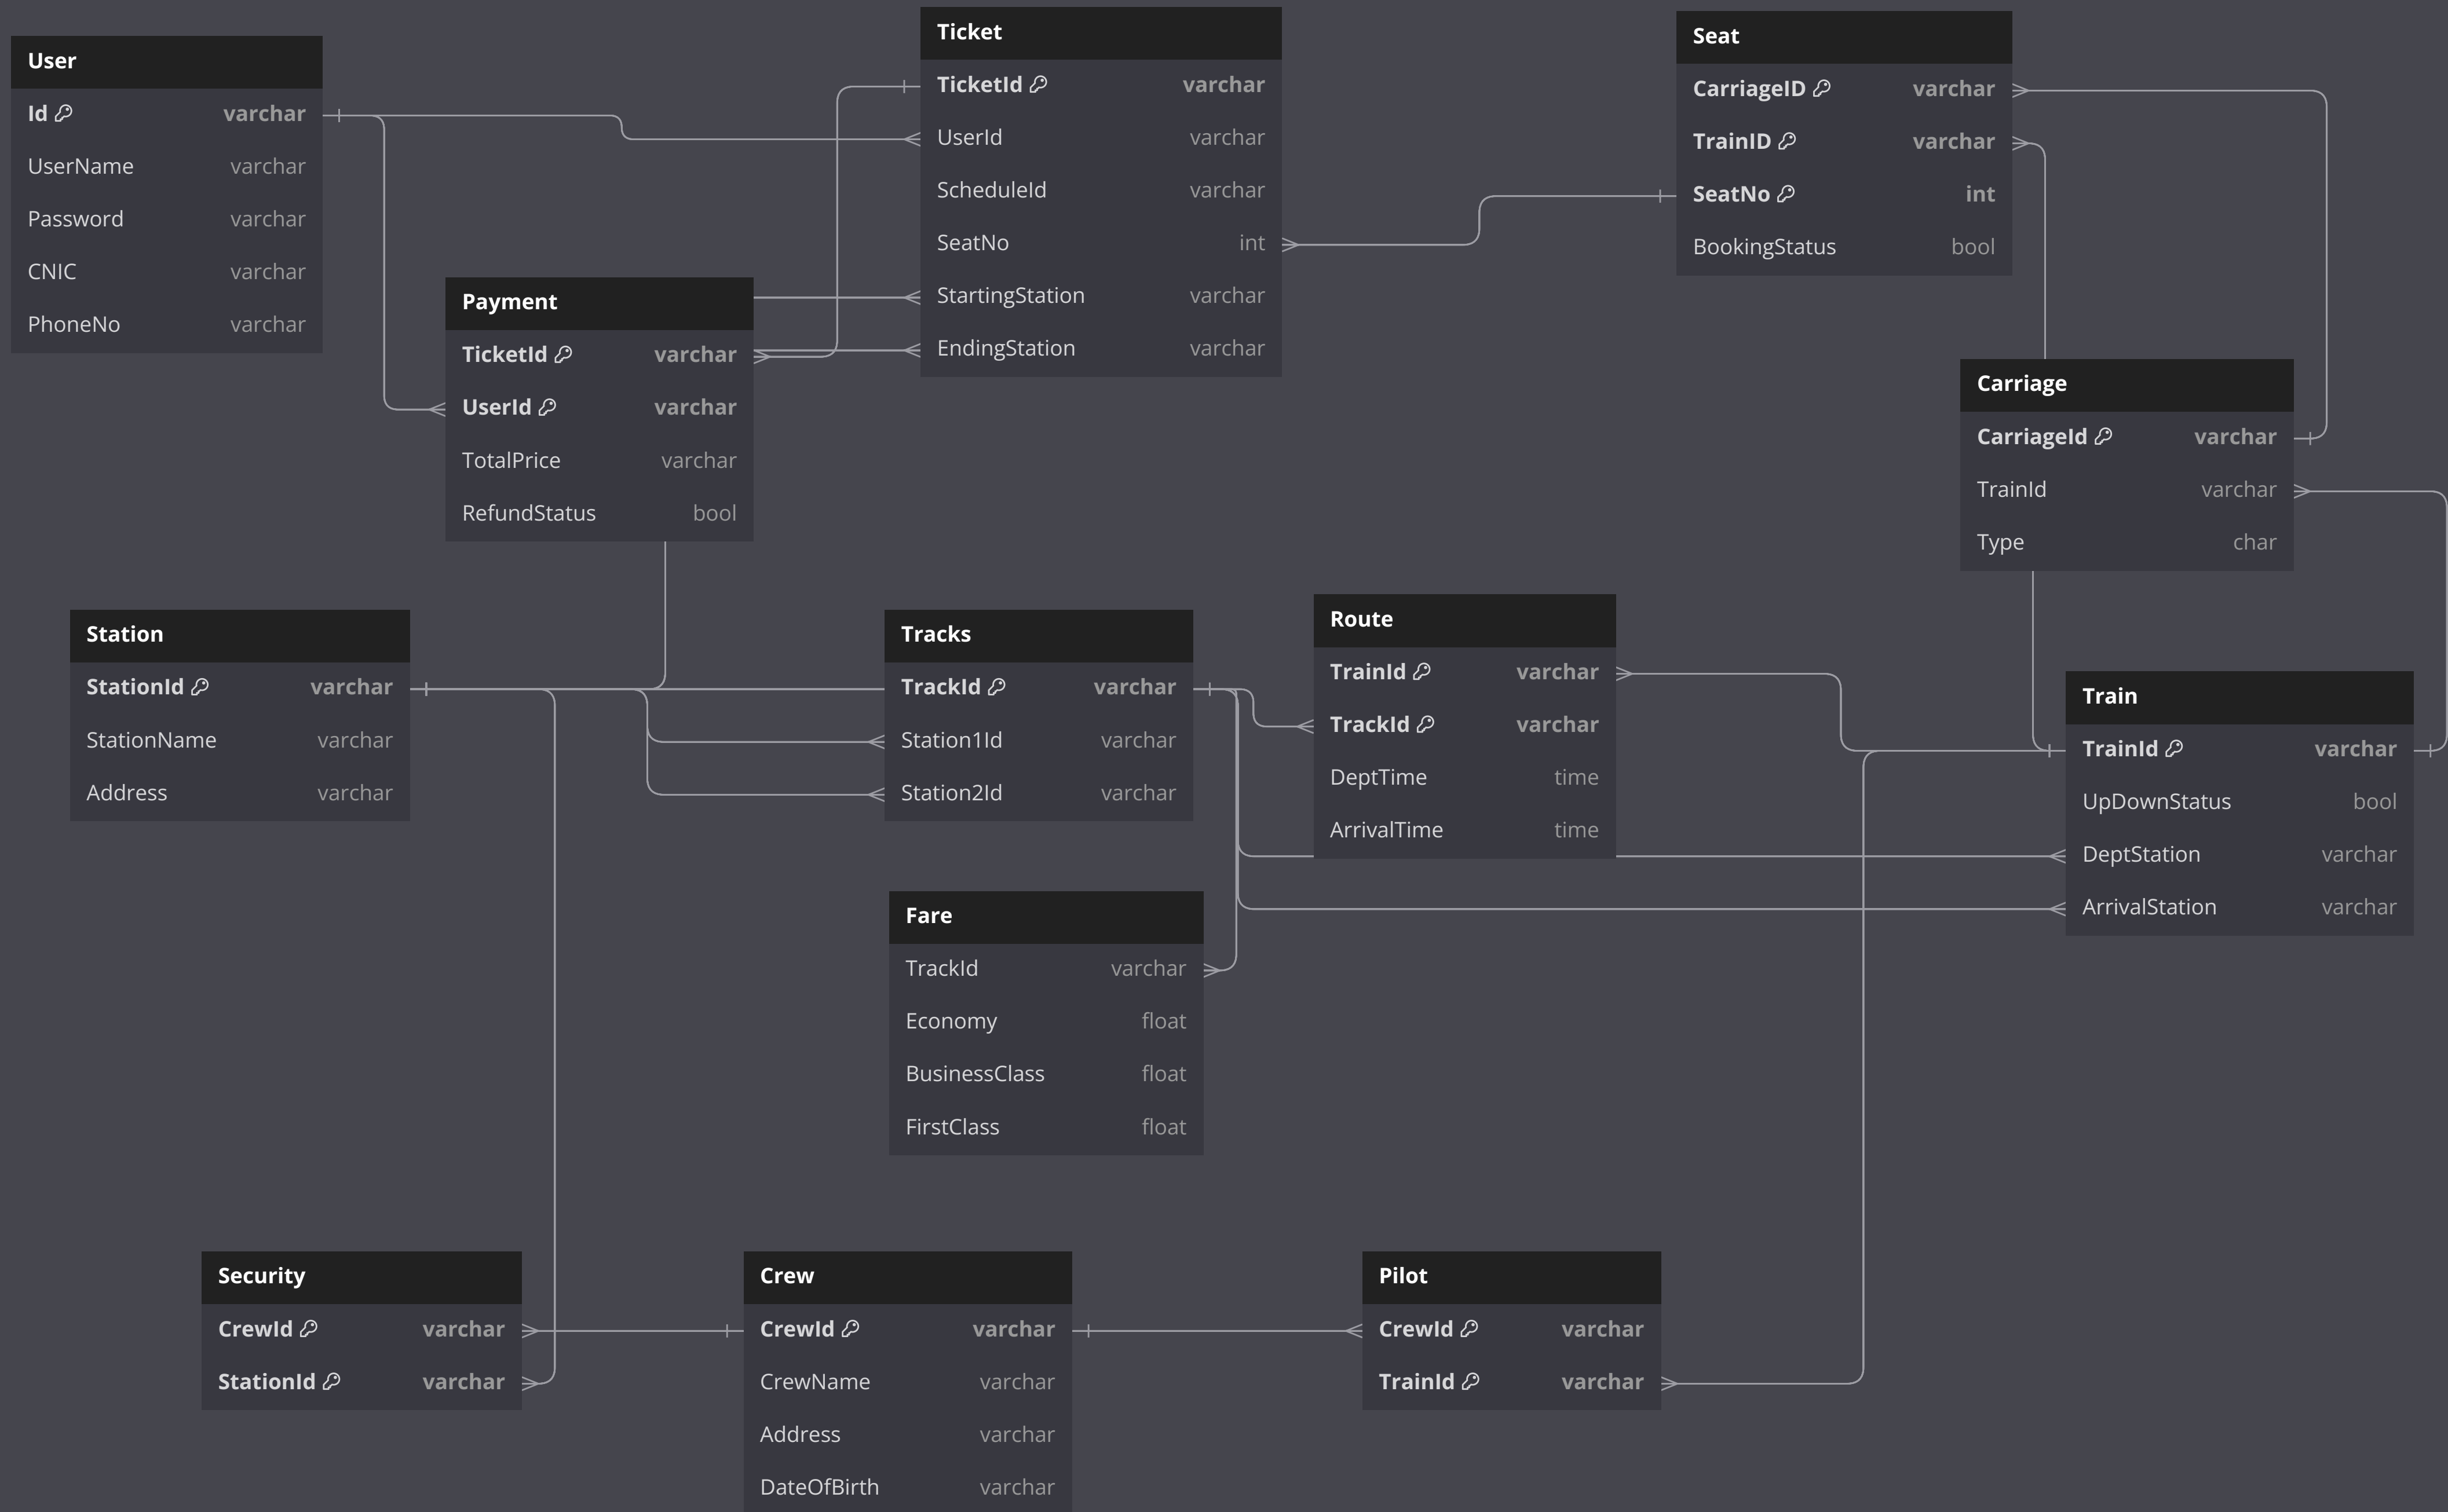 User
Id varchar
UserName varchar
Password varchar
CNIC varchar
PhoneNo varchar
Ticket
TicketId varchar
UserId varchar
ScheduleId varchar
SeatNo int
StartingStation varchar
EndingStation varchar
Seat
CarriageID varchar
TrainID varchar
SeatNo int
BookingStatus bool
Payment
TicketId varchar
UserId varchar
TotalPrice varchar
RefundStatus bool
Carriage
CarriageId varchar
TrainId varchar
Type char
Station
StationId varchar
StationName varchar
Address varchar
Tracks
TrackId varchar
Station1Id varchar
Station2Id varchar
Route
TrainId varchar
TrackId varchar
DeptTime time
ArrivalTime time
Train
TrainId varchar
UpDownStatus bool
DeptStation varchar
ArrivalStation varchar
Fare
TrackId varchar
Economy float
BusinessClass float
FirstClass float
Security
CrewId varchar
StationId varchar
Crew
CrewId varchar
CrewName varchar
Address varchar
DateOfBirth varchar
Pilot
CrewId varchar
TrainId varchar